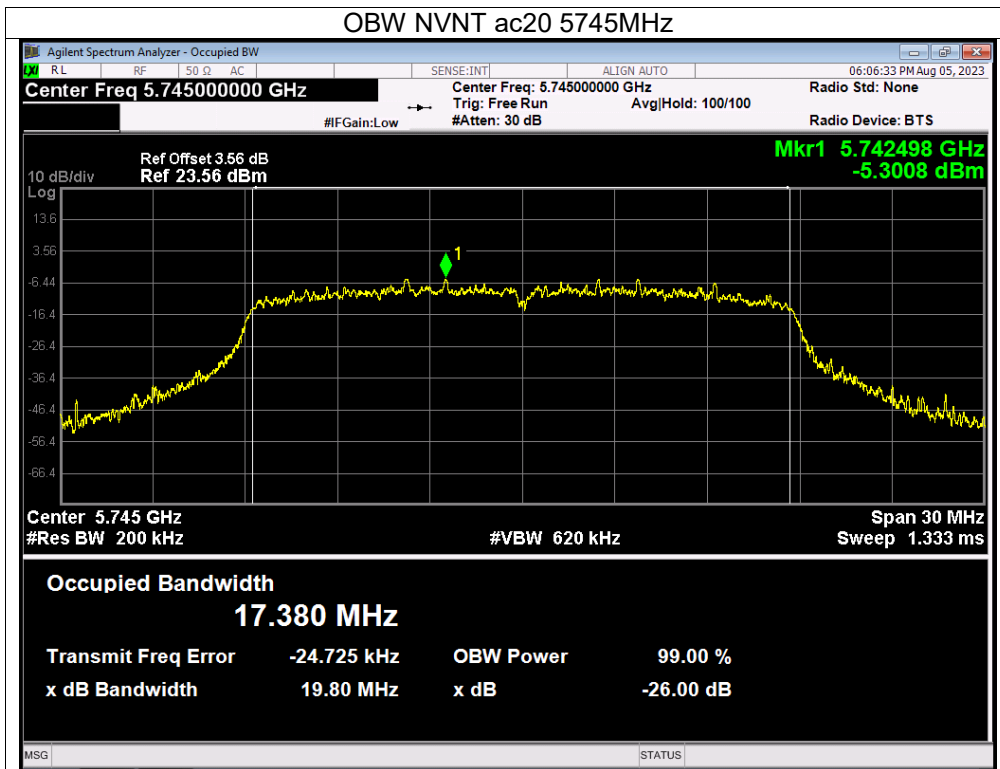 OBW NVNT ac20 5745MHz
Agilent Spectrum Analyzer - Occupied BW
LXI RL RF 50 Ω AC SENSE:INT ALIGN AUTO 06:06:33 PM Aug 05, 2023
Center Freq 5.745000000 GHz Center Freq: 5.745000000 GHz Radio Std: None
Trig: Free Run Avg|Hold: 100/100
#IFGain:Low #Atten: 30 dB Radio Device: BTS
Mkr1 5.742498 GHz
-5.3008 dBm
Ref Offset 3.56 dB
10 dB/div Ref 23.56 dBm
Log
13.6
3.56
1
-6.44
-16.4
-26.4
-36.4
-46.4
-56.4
-66.4
Center 5.745 GHz Span 30 MHz
#Res BW 200 kHz #VBW 620 kHz Sweep 1.333 ms
Occupied Bandwidth
17.380 MHz
Transmit Freq Error -24.725 kHz OBW Power 99.00 %
x dB Bandwidth 19.80 MHz x dB -26.00 dB
MSG STATUS